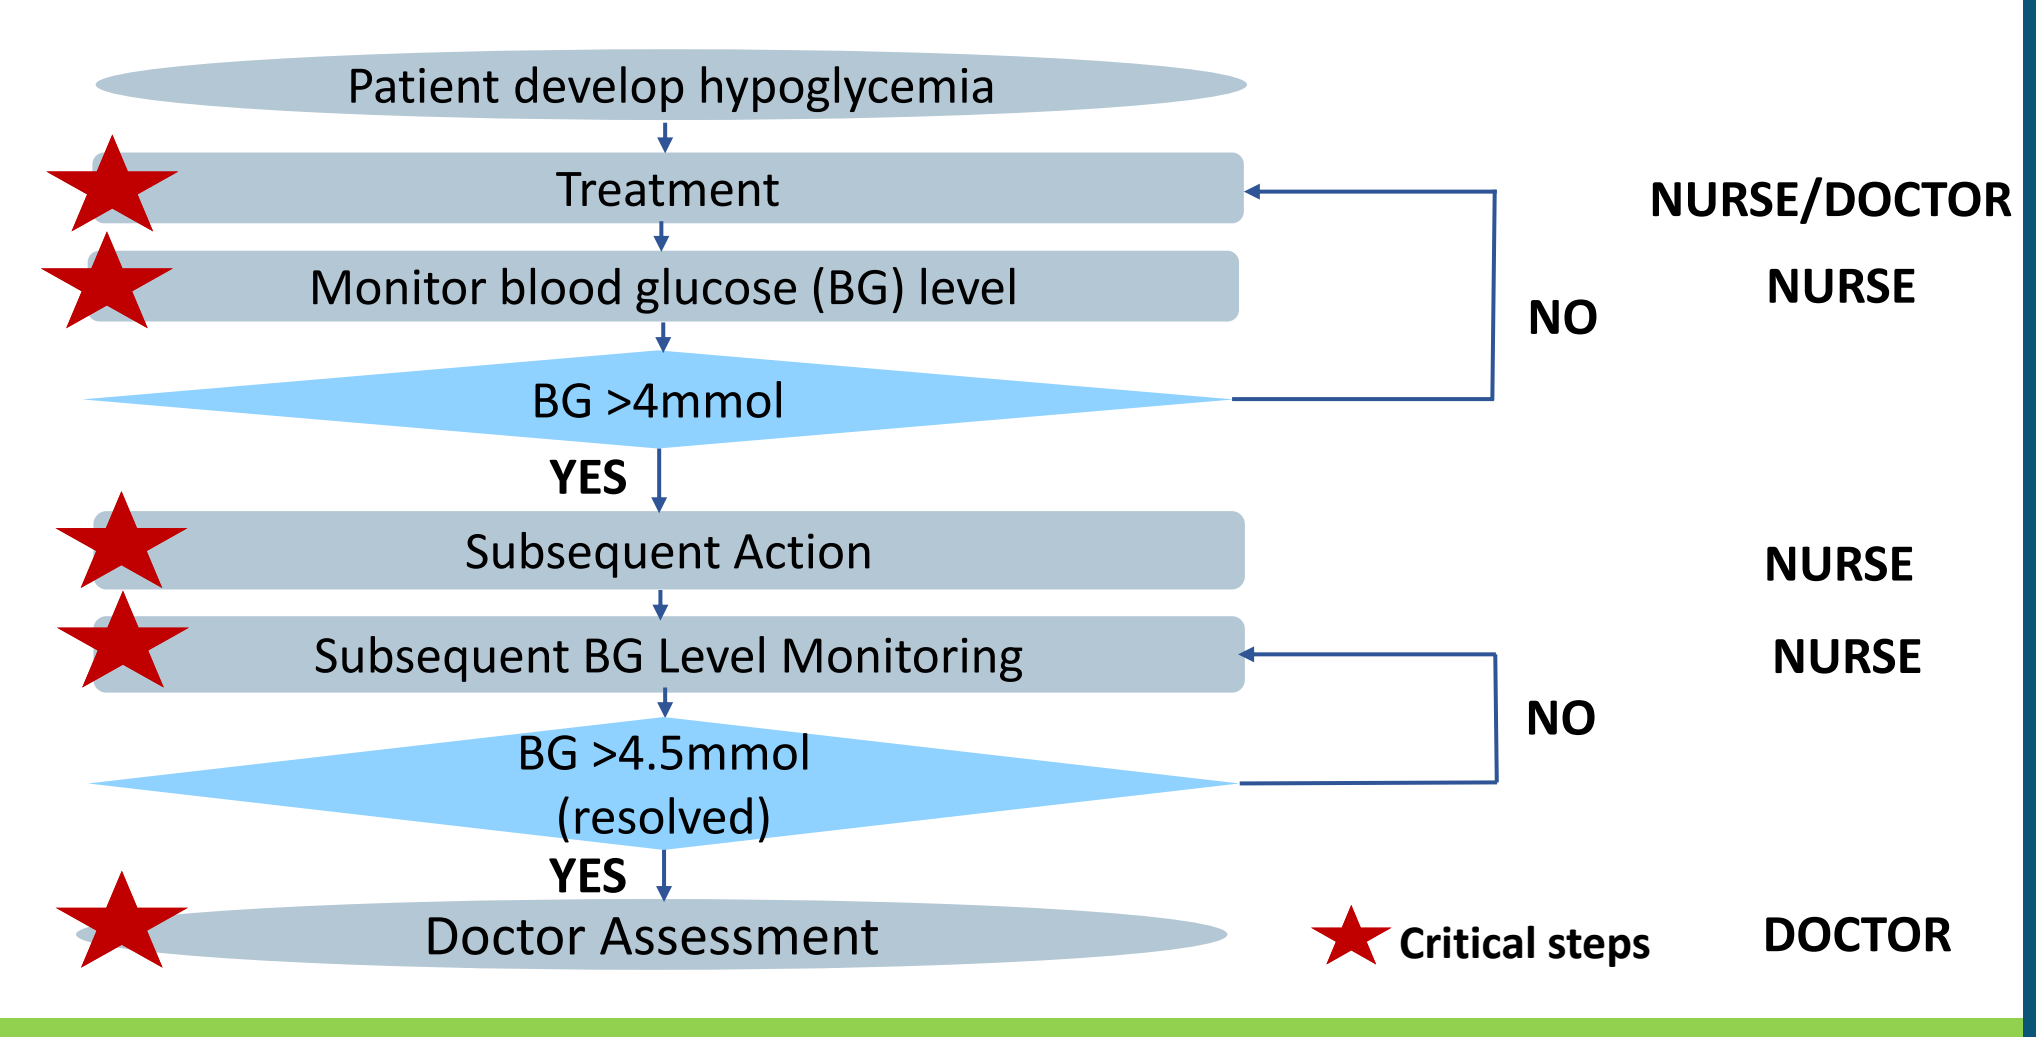 Patient develop hypoglycemia
Treatment
NURSE/DOCTOR
Monitor blood glucose (BG) level
NURSE
NO
BG >4mmol
YES
Subsequent Action
NURSE
Subsequent BG Level Monitoring
NURSE
NO
BG >4.5mmol
(resolved)
YES
Doctor Assessment
Critical steps
DOCTOR